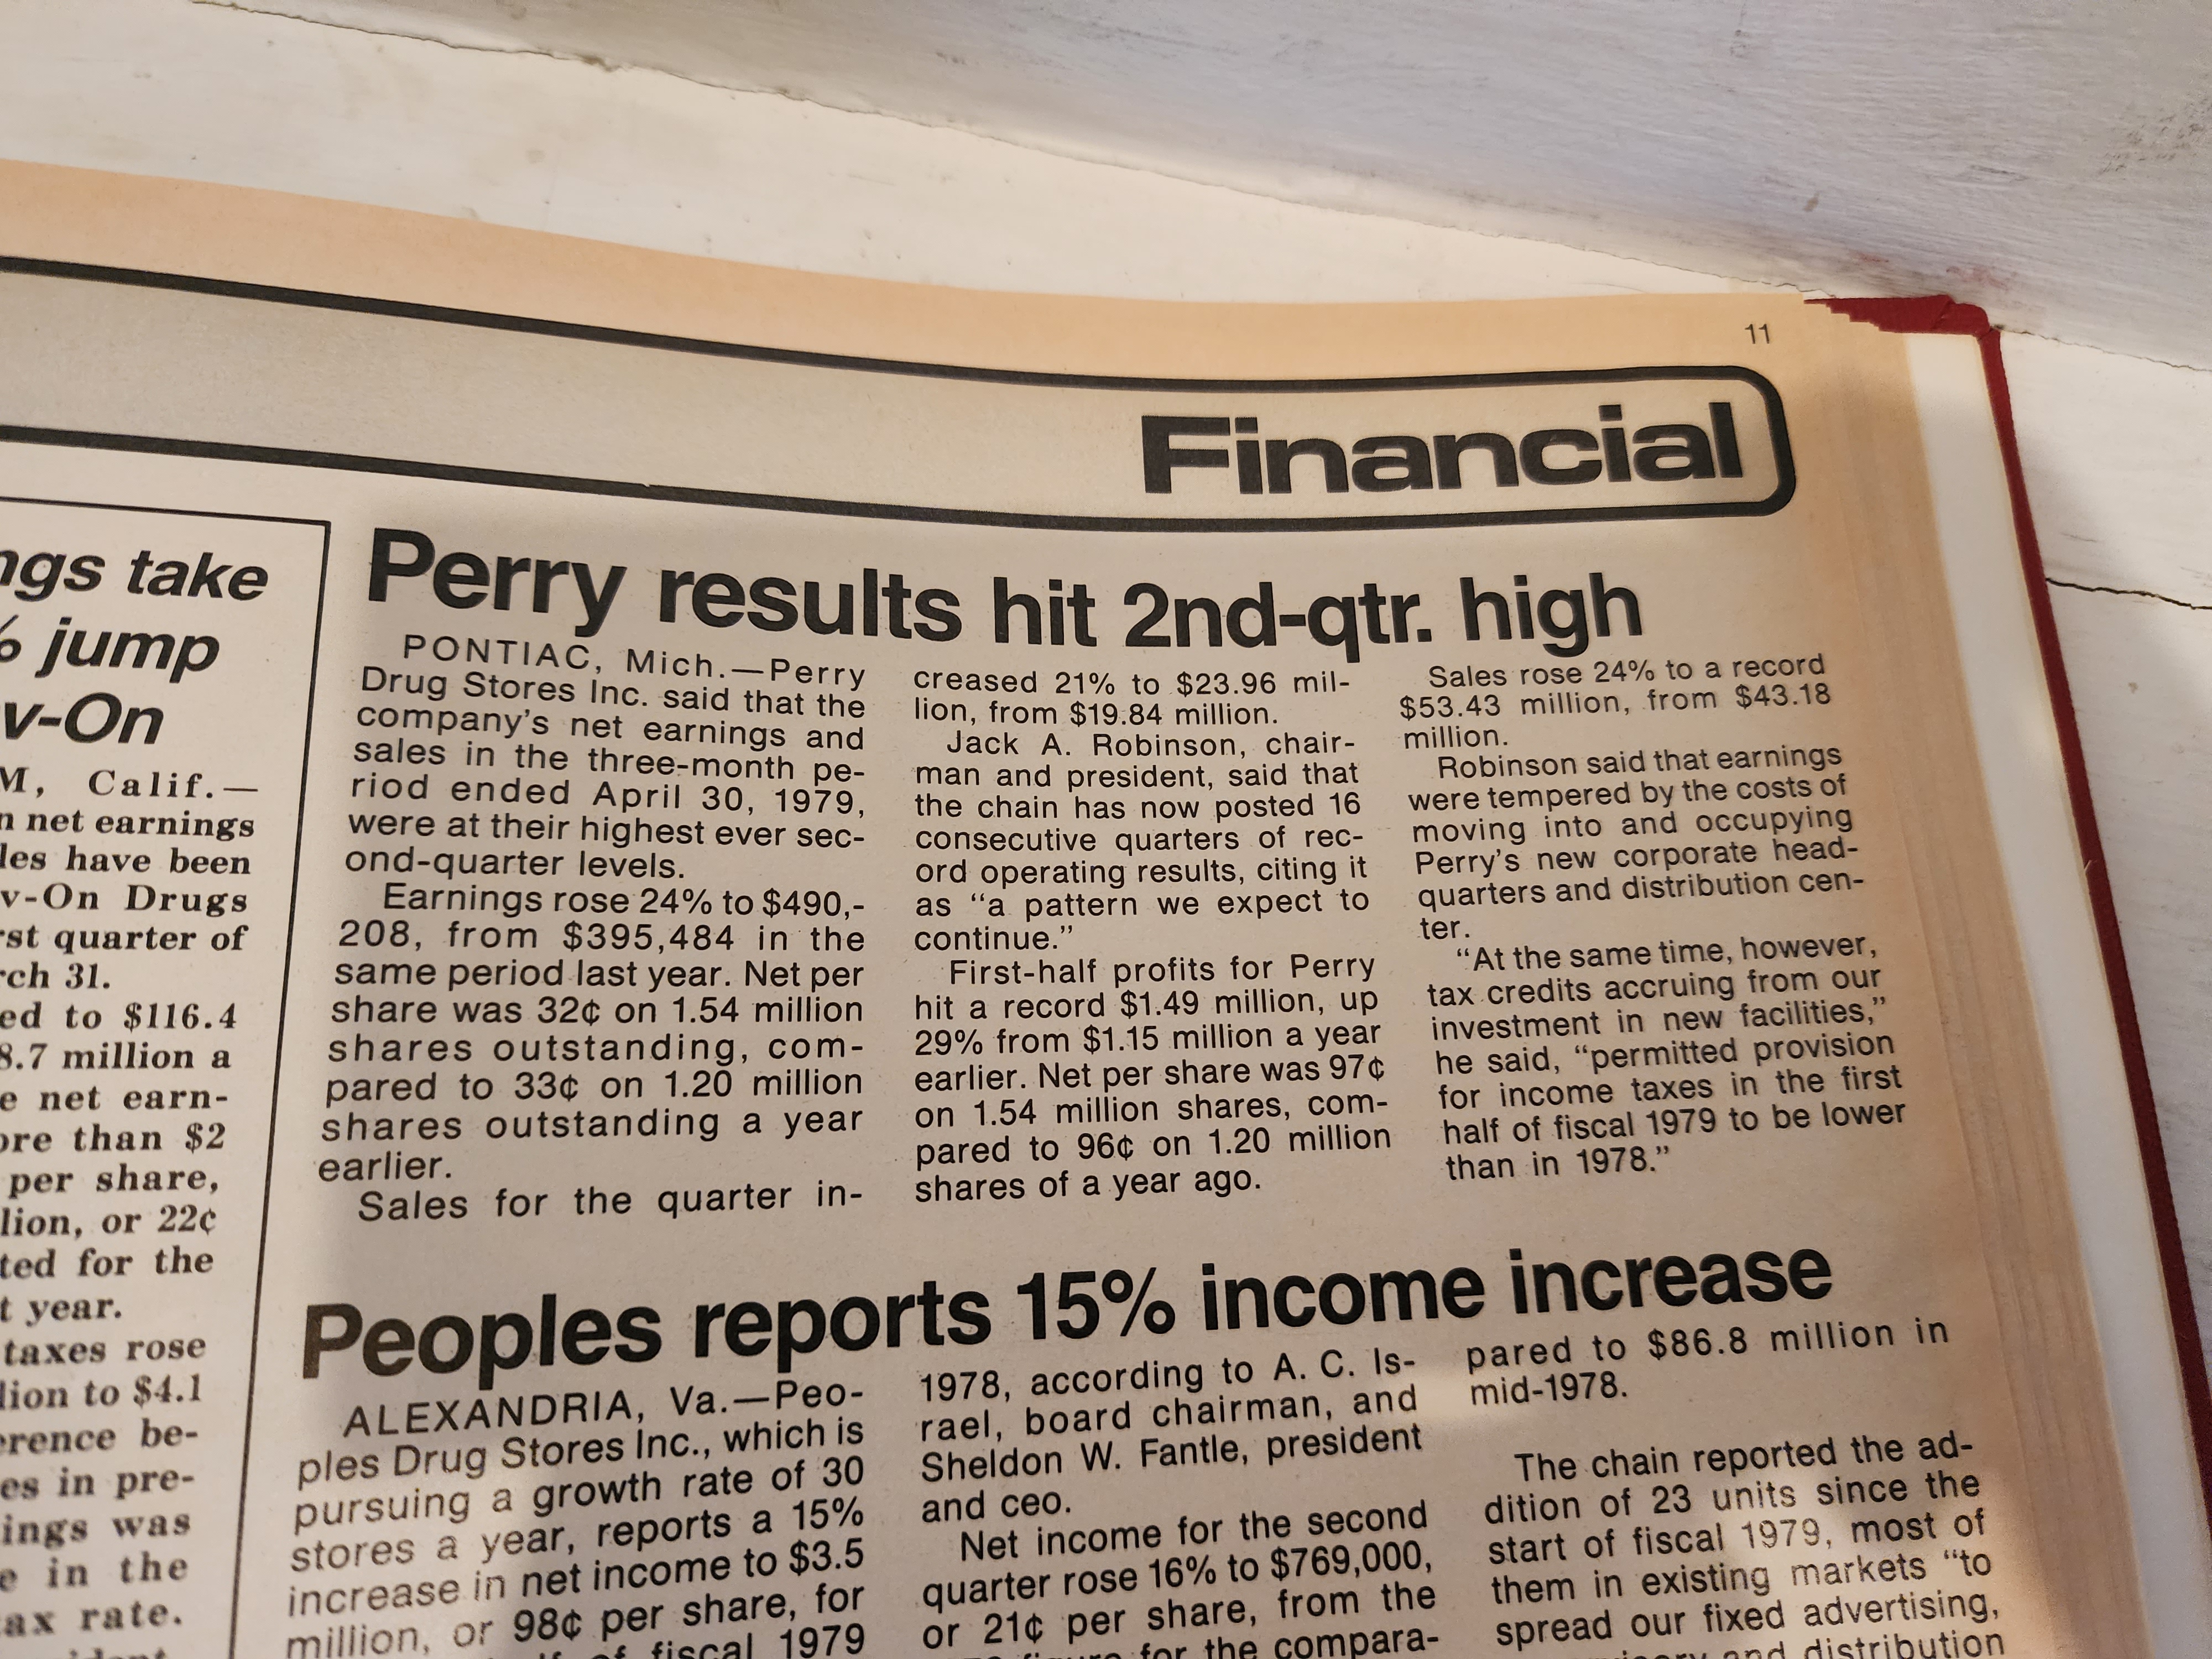 11
Financial
ngs take
% jump
v-On
M, Calif.—
n net earnings
les have been
v-On Drugs
rst quarter of
rch 31.
ed to $116.4
8.7 million a
e net earn-
ore than $2
per share,
lion, or 22¢
ted for the
t year.
taxes rose
lion to $4.1
erence be-
es in pre-
ings was
e in the
ax rate.
Perry results hit 2nd-qtr. high
PONTIAC, Mich.—Perry
Drug Stores Inc. said that the
company's net earnings and
sales in the three-month pe-
riod ended April 30, 1979,
were at their highest ever sec-
ond-quarter levels.
Earnings rose 24% to $490,-
208, from $395,484 in the
same period last year. Net per
share was 32¢ on 1.54 million
shares outstanding, com-
pared to 33¢ on 1.20 million
shares outstanding a year
earlier.
Sales for the quarter in-
creased 21% to $23.96 mil-
lion, from $19.84 million.
Jack A. Robinson, chair-
man and president, said that
the chain has now posted 16
consecutive quarters of rec-
ord operating results, citing it
as “a pattern we expect to
continue.”
First-half profits for Perry
hit a record $1.49 million, up
29% from $1.15 million a year
earlier. Net per share was 97¢
on 1.54 million shares, com-
pared to 96¢ on 1.20 million
shares of a year ago.
Sales rose 24% to a record
$53.43 million, from $43.18
million.
Robinson said that earnings
were tempered by the costs of
moving into and occupying
Perry's new corporate head-
quarters and distribution cen-
ter.
“At the same time, however,
tax credits accruing from our
investment in new facilities,”
he said, “permitted provision
for income taxes in the first
half of fiscal 1979 to be lower
than in 1978.”
Peoples reports 15% income increase
ALEXANDRIA, Va.—Peo-
ples Drug Stores Inc., which is
pursuing a growth rate of 30
stores a year, reports a 15%
increase in net income to $3.5
million, or 98¢ per share, for
of fiscal 1979
1978, according to A. C. Is-
rael, board chairman, and
Sheldon W. Fantle, president
and ceo.
Net income for the second
quarter rose 16% to $769,000,
or 21¢ per share, from the
figure for the compara-
pared to $86.8 million in
mid-1978.
The chain reported the ad-
dition of 23 units since the
start of fiscal 1979, most of
them in existing markets “to
spread our fixed advertising,
and distribution